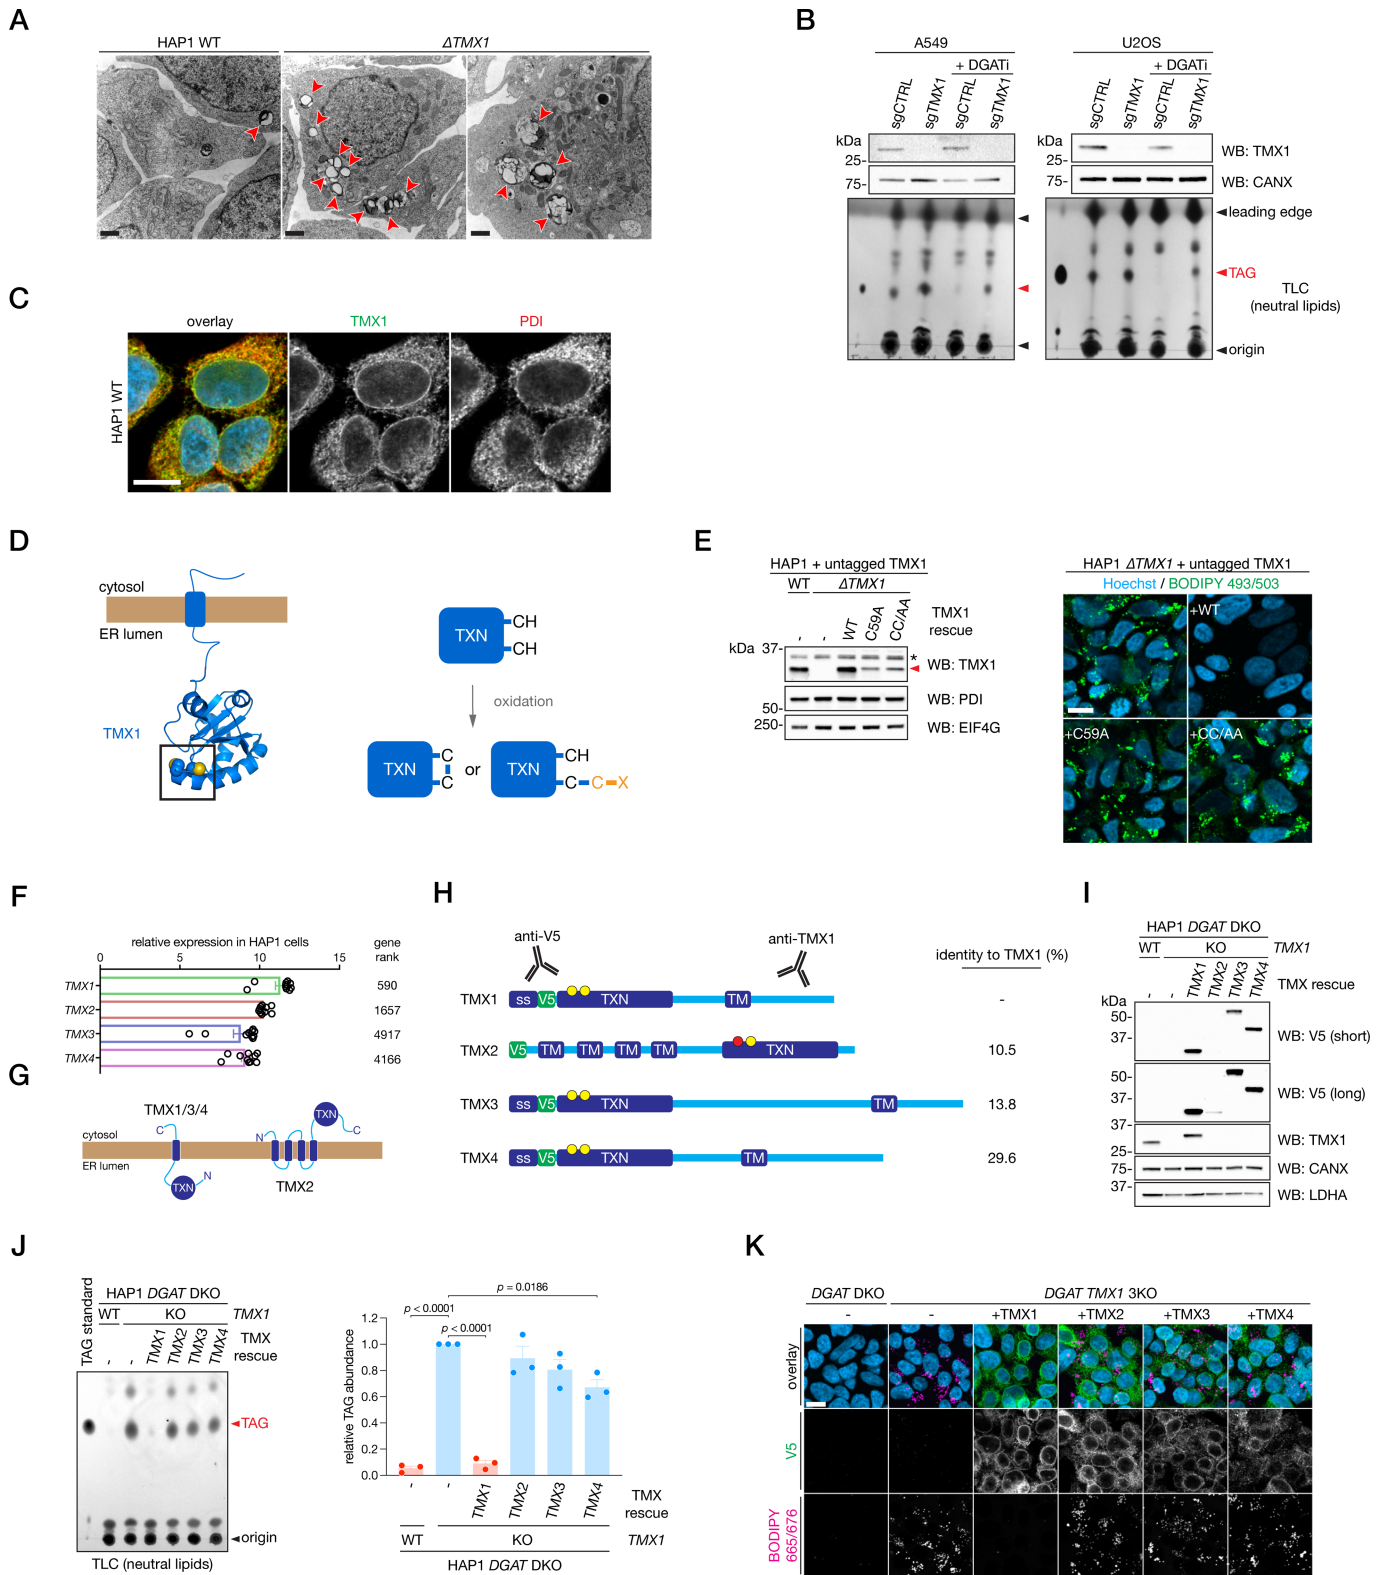 A
HAP1 WT
ΔTMX1
B
A549
U2OS
+ DGATi
+ DGATi
sgCTRL
sgTMX1
sgCTRL
sgTMX1
sgCTRL
sgTMX1
sgCTRL
sgTMX1
kDa
kDa
25-
25-
WB: TMX1
75-
75-
WB: CANX
leading edge
TAG
TLC
(neutral lipids)
origin
C
overlay
TMX1
PDI
HAP1 WT
D
cytosol
ER lumen
TMX1
TXN
CH
CH
oxidation
TXN
C
C
or
TXN
CH
C
C
X
E
HAP1 + untagged TMX1
WT
ΔTMX1
-
-
WT
C59A
CC/AA
TMX1
rescue
kDa
37-
*
WB: TMX1
WB: PDI
50-
250-
WB: EIF4G
HAP1 ΔTMX1 + untagged TMX1
Hoechst / BODIPY 493/503
-
+WT
+C59A
+CC/AA
F
relative expression in HAP1 cells
gene
rank
0
5
10
15
TMX1
590
TMX2
1657
TMX3
4917
TMX4
4166
G
TMX1/3/4
C
cytosol
ER lumen
TXN
N
N
TXN
C
TMX2
H
anti-V5
anti-TMX1
identity to TMX1 (%)
TMX1
ss
V5
TXN
TM
-
TMX2
V5
TM
TM
TM
TM
TXN
10.5
TMX3
ss
V5
TXN
TM
13.8
TMX4
ss
V5
TXN
TM
29.6
I
HAP1 DGAT DKO
WT
KO
TMX1
-
-
TMX1
TMX2
TMX3
TMX4
TMX rescue
kDa
50-
37-
WB: V5 (short)
50-
37-
WB: V5 (long)
37-
25-
WB: TMX1
75-
WB: CANX
37-
WB: LDHA
J
TAG standard
HAP1 DGAT DKO
WT
KO
TMX1
-
-
TMX1
TMX2
TMX3
TMX4
TMX
rescue
TAG
origin
TLC (neutral lipids)
p = 0.0186
p < 0.0001
p < 0.0001
relative TAG abundance
1.2
1.0
0.8
0.6
0.4
0.2
0.0
-
-
TMX1
TMX2
TMX3
TMX4
TMX
rescue
WT
KO
TMX1
HAP1 DGAT DKO
K
DGAT DKO
DGAT TMX1 3KO
-
-
+TMX1
+TMX2
+TMX3
+TMX4
overlay
V5
BODIPY
665/676